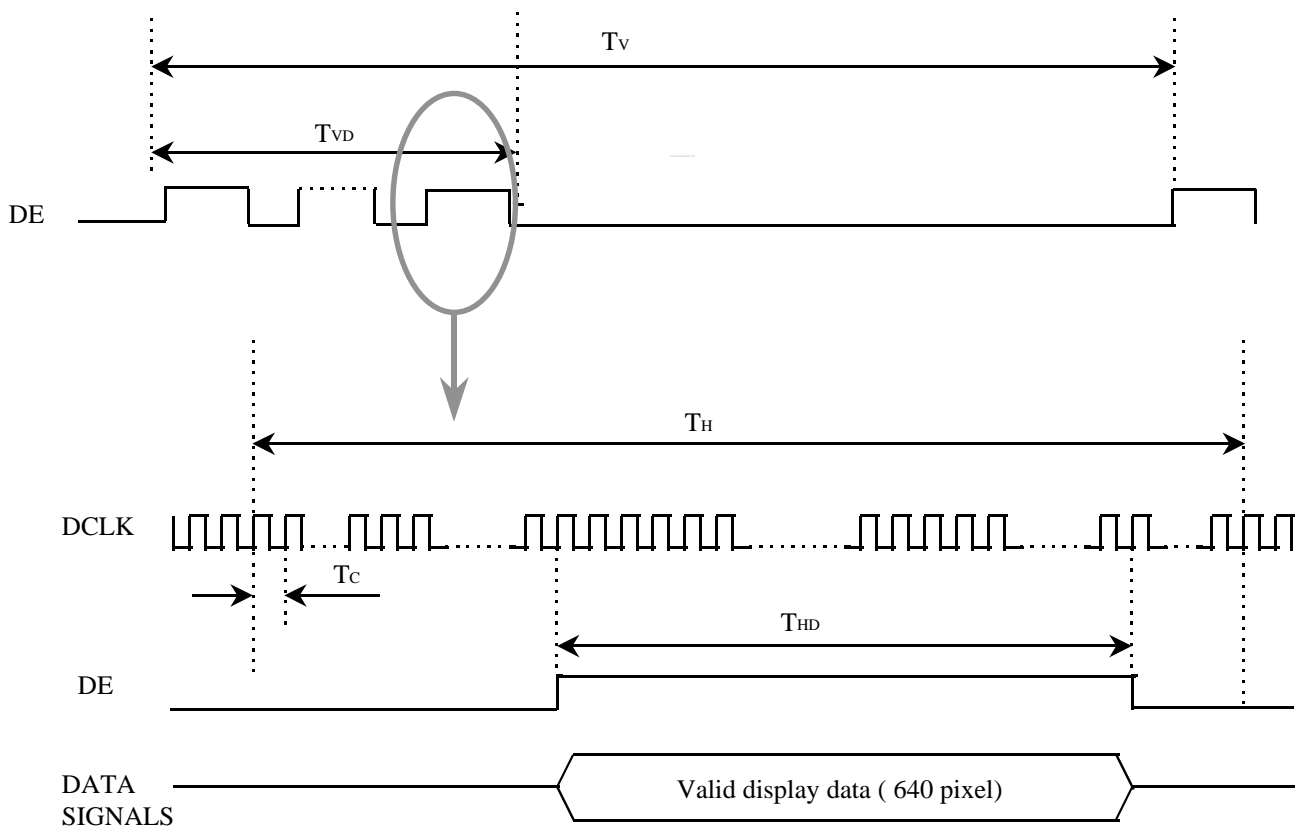 TV
TVD
DE
TH
DCLK
TC
THD
DE
DATA
SIGNALS
Valid display data ( 640 pixel)